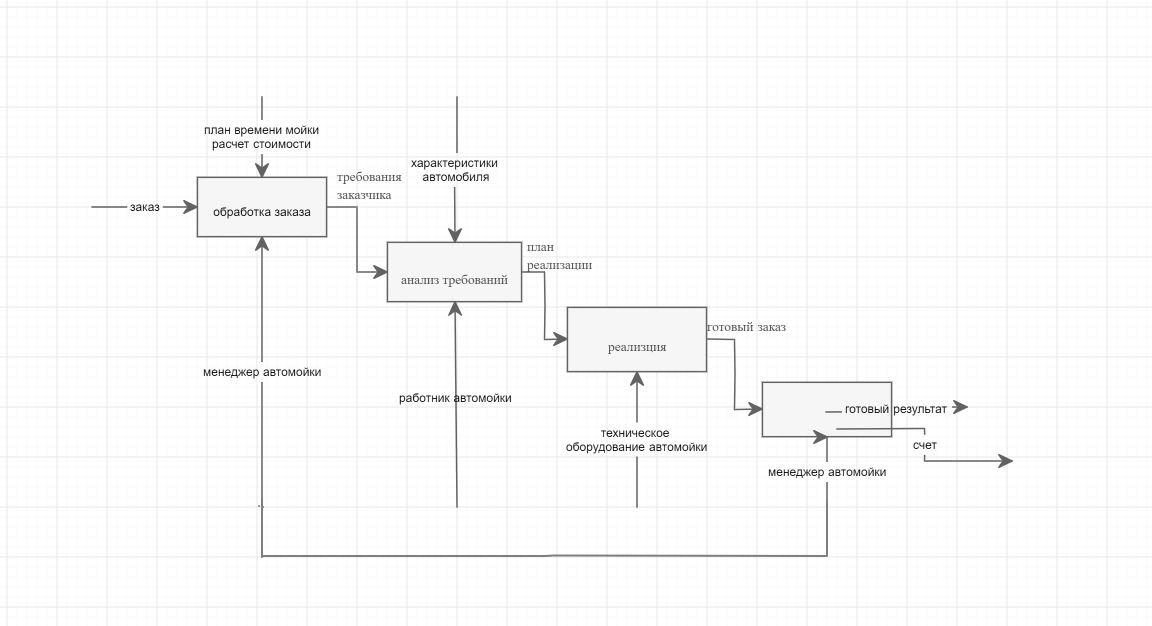 план времени мойки
расчет стоимости
характеристики
автомобиля
требования
заказчика
заказ
обработка заказа
план
реализации
анализ требований
готовый заказ
реализция
менеджер автомойки
работник автомойки
готовый результат
техническое
оборудование автомойки
счет
менеджер автомойки